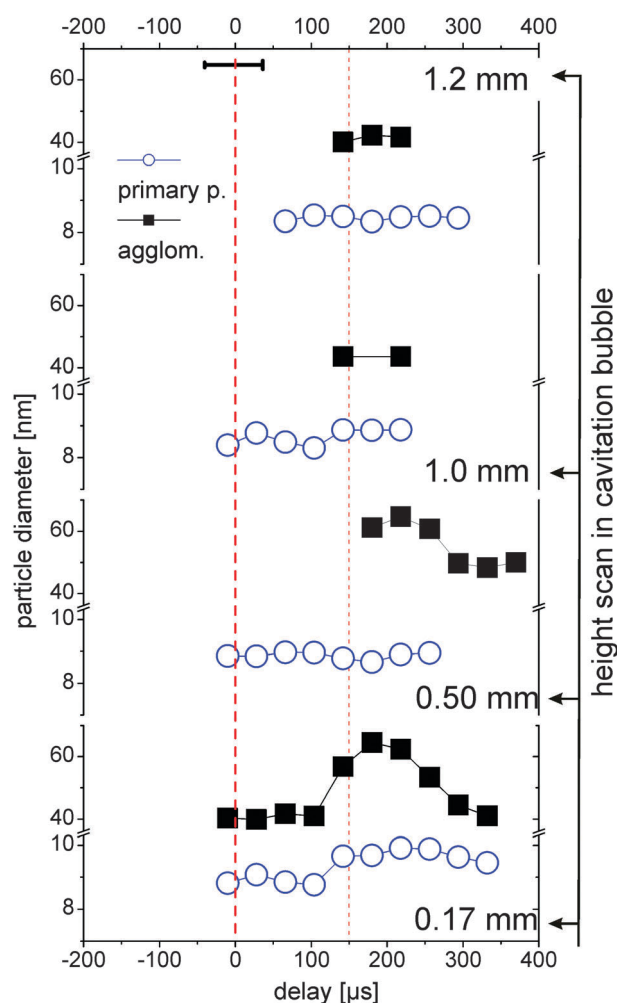 -200 -100 0 100 200 300 400
60
1.2 mm
40
primary p.
10
agglom.
8
60
40
10
8
1.0 mm
60
40
10
8
0.50 mm
60
40
10
8
0.17 mm
-200 -100 0 100 200 300 400
delay [µs]
particle diameter [nm]
height scan in cavitation bubble